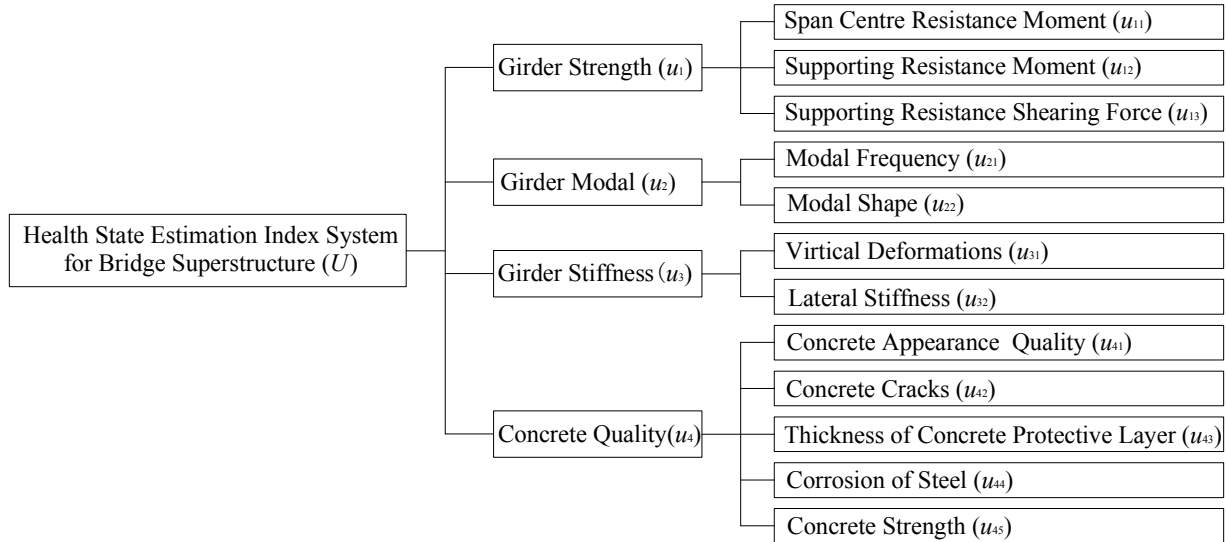 Health State Estimation Index System
for Bridge Superstructure (U)
Girder Strength (u1)
Span Centre Resistance Moment (u11)
Supporting Resistance Moment (u12)
Supporting Resistance Shearing Force (u13)
Girder Modal (u2)
Modal Frequency (u21)
Modal Shape (u22)
Girder Stiffness (u3)
Virtical Deformations (u31)
Lateral Stiffness (u32)
Concrete Quality(u4)
Concrete Appearance Quality (u41)
Concrete Cracks (u42)
Thickness of Concrete Protective Layer (u43)
Corrosion of Steel (u44)
Concrete Strength (u45)